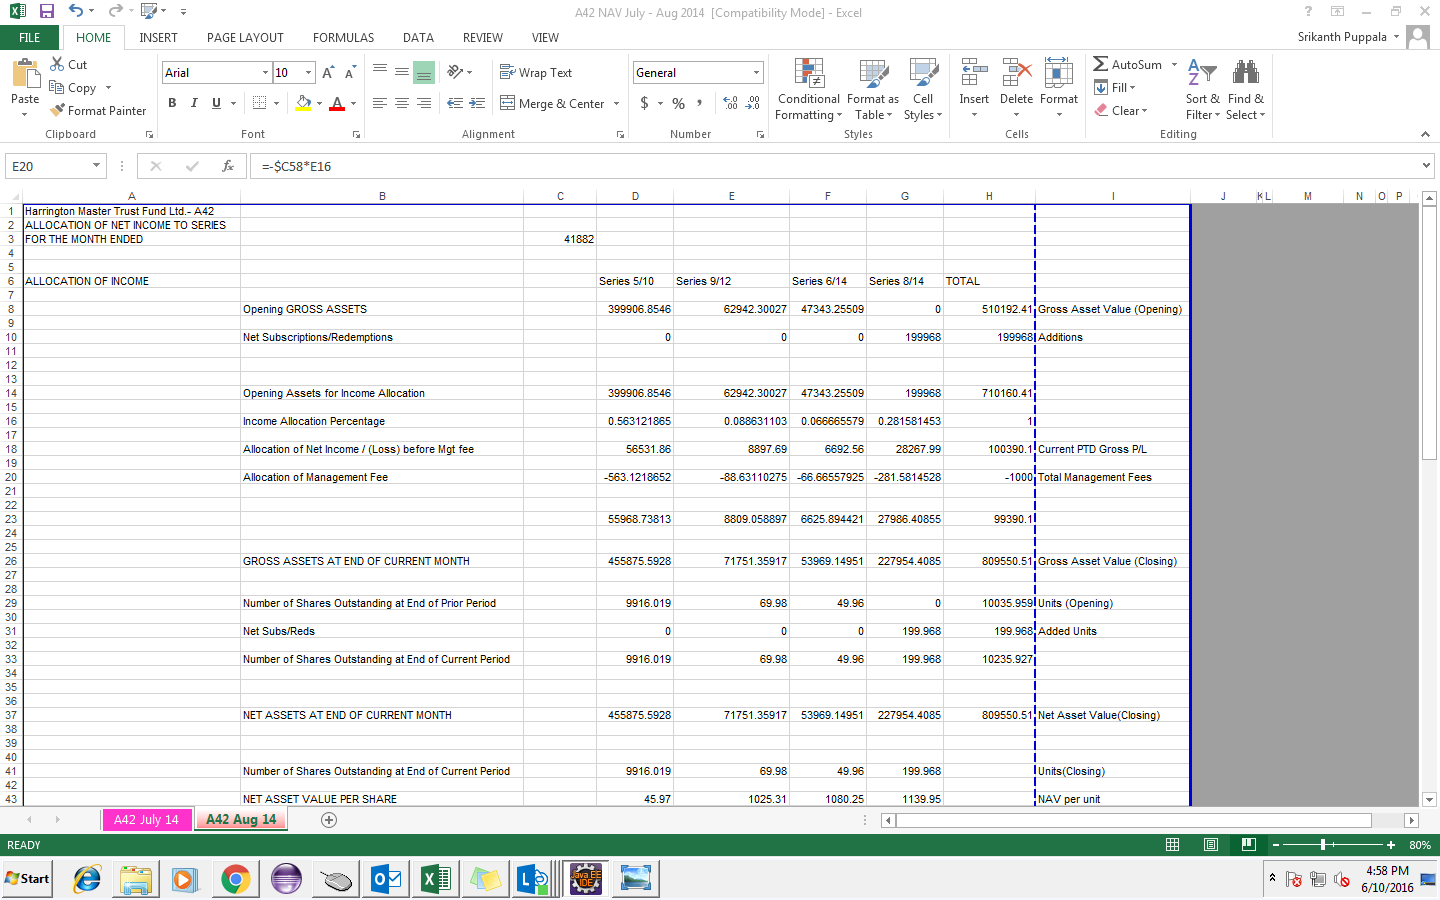 A42 NAV July - Aug 2014 [Compatibility Mode] - Excel
FILE HOME INSERT PAGE LAYOUT FORMULAS DATA REVIEW VIEW Srikanth Puppala
Paste Cut Copy Format Painter Clipboard
Arial 10 B I U A Font
Wrap Text Merge & Center Alignment
General $ % Number
Conditional Formatting Format as Table Cell Styles Styles
Insert Delete Format Cells
AutoSum Fill Clear Sort & Filter Find & Select Editing
E20 fx =-$C58*E16
A B C D E F G H I J K L M N O P
1 Harrington Master Trust Fund Ltd.- A42
2 ALLOCATION OF NET INCOME TO SERIES
3 FOR THE MONTH ENDED 41882
4
5
6 ALLOCATION OF INCOME Series 5/10 Series 9/12 Series 6/14 Series 8/14 TOTAL
7
8 Opening GROSS ASSETS 399906.8546 62942.30027 47343.25509 0 510192.41 Gross Asset Value (Opening)
9
10 Net Subscriptions/Redemptions 0 0 0 199968 199968 Additions
11
12
13
14 Opening Assets for Income Allocation 399906.8546 62942.30027 47343.25509 199968 710160.41
15
16 Income Allocation Percentage 0.563121865 0.088631103 0.066665579 0.281581453 1
17
18 Allocation of Net Income / (Loss) before Mgt fee 56531.86 8897.69 6692.56 28267.99 100390.1 Current PTD Gross P/L
19
20 Allocation of Management Fee -563.1218652 -88.63110275 -66.66557925 -281.5814528 -1000 Total Management Fees
21
22
23 55968.73813 8809.058897 6625.894421 27986.40855 99390.1
24
25
26 GROSS ASSETS AT END OF CURRENT MONTH 455875.5928 71751.35917 53969.14951 227954.4085 809550.51 Gross Asset Value (Closing)
27
28
29 Number of Shares Outstanding at End of Prior Period 9916.019 69.98 49.96 0 10035.959 Units (Opening)
30
31 Net Subs/Reds 0 0 0 199.968 199.968 Added Units
32
33 Number of Shares Outstanding at End of Current Period 9916.019 69.98 49.96 199.968 10235.927
34
35
36
37 NET ASSETS AT END OF CURRENT MONTH 455875.5928 71751.35917 53969.14951 227954.4085 809550.51 Net Asset Value(Closing)
38
39
40
41 Number of Shares Outstanding at End of Current Period 9916.019 69.98 49.96 199.968 Units(Closing)
42
43 NET ASSET VALUE PER SHARE 45.97 1025.31 1080.25 1139.95 NAV per unit
A42 July 14 A42 Aug 14
READY 80%
Start Java EE IDE 4:58 PM
6/10/2016